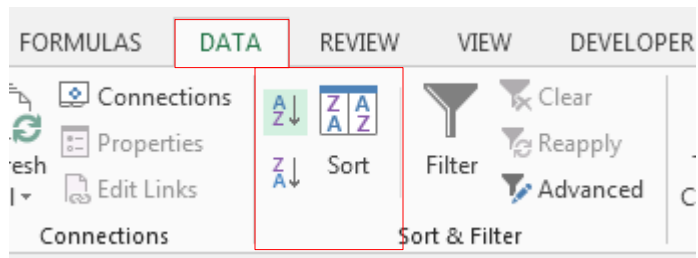 FORMULAS DATA REVIEW VIEW DEVELOPER
Connections
Properties
Edit Links
Connections
A
Z
Z
A
Z A
A Z
Sort
Filter
Clear
Reapply
Advanced
Sort & Filter